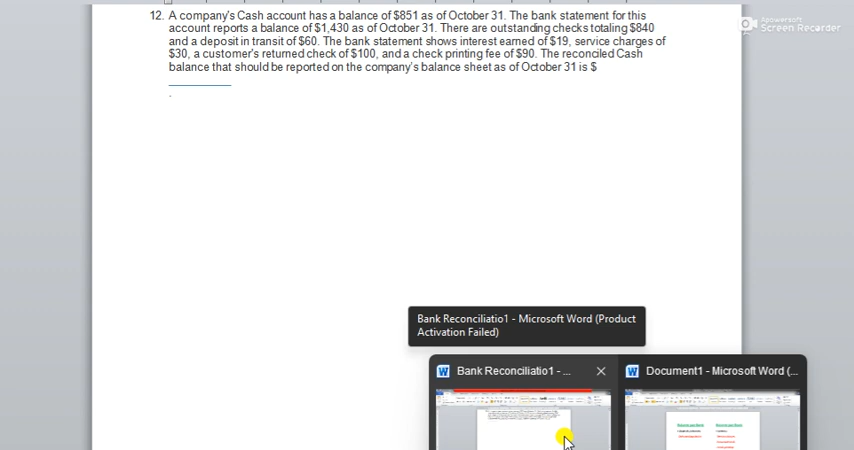 12. A company's Cash account has a balance of $851 as of October 31. The bank statement for this
account reports a balance of $1,430 as of October 31. There are outstanding checks totaling $840
and a deposit in transit of $60. The bank statement shows interest earned of $19, service charges of
$30, a customer's returned check of $100, and a check printing fee of $90. The reconciled Cash
balance that should be reported on the company's balance sheet as of October 31 is $
.
Apowersoft
Screen Recorder
Bank Reconciliatio1 - Microsoft Word (Product
Activation Failed)
Bank Reconciliatio1 - ...
Document1 - Microsoft Word (...